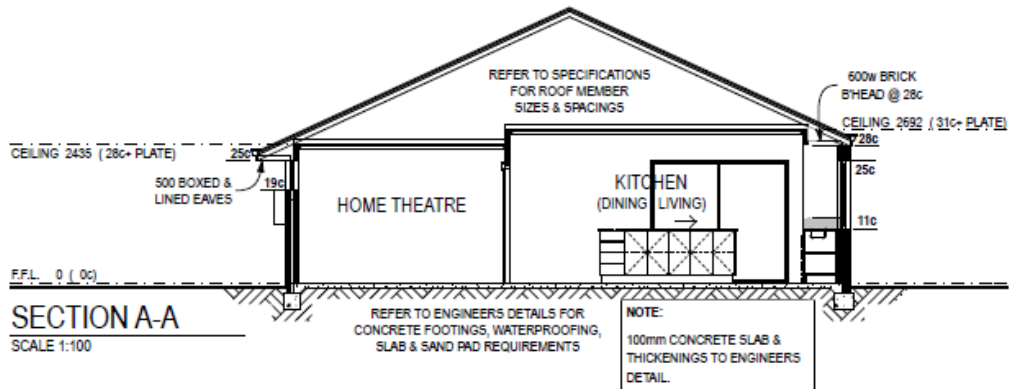 REFER TO SPECIFICATIONS
FOR ROOF MEMBER
SIZES & SPACINGS
600w BRICK
B'HEAD @ 28c
CEILING 2692 ( 31c+ PLATE)
28c
CEILING 2435 ( 28c+ PLATE)
25c
25c
500 BOXED &
LINED EAVES
19c
HOME THEATRE
KITCHEN
(DINING LIVING)
11c
F.F.L. 0 ( 0c)
SECTION A-A
SCALE 1:100
REFER TO ENGINEERS DETAILS FOR
CONCRETE FOOTINGS, WATERPROOFING,
SLAB & SAND PAD REQUIREMENTS
NOTE:
100mm CONCRETE SLAB &
THICKENINGS TO ENGINEERS
DETAIL.